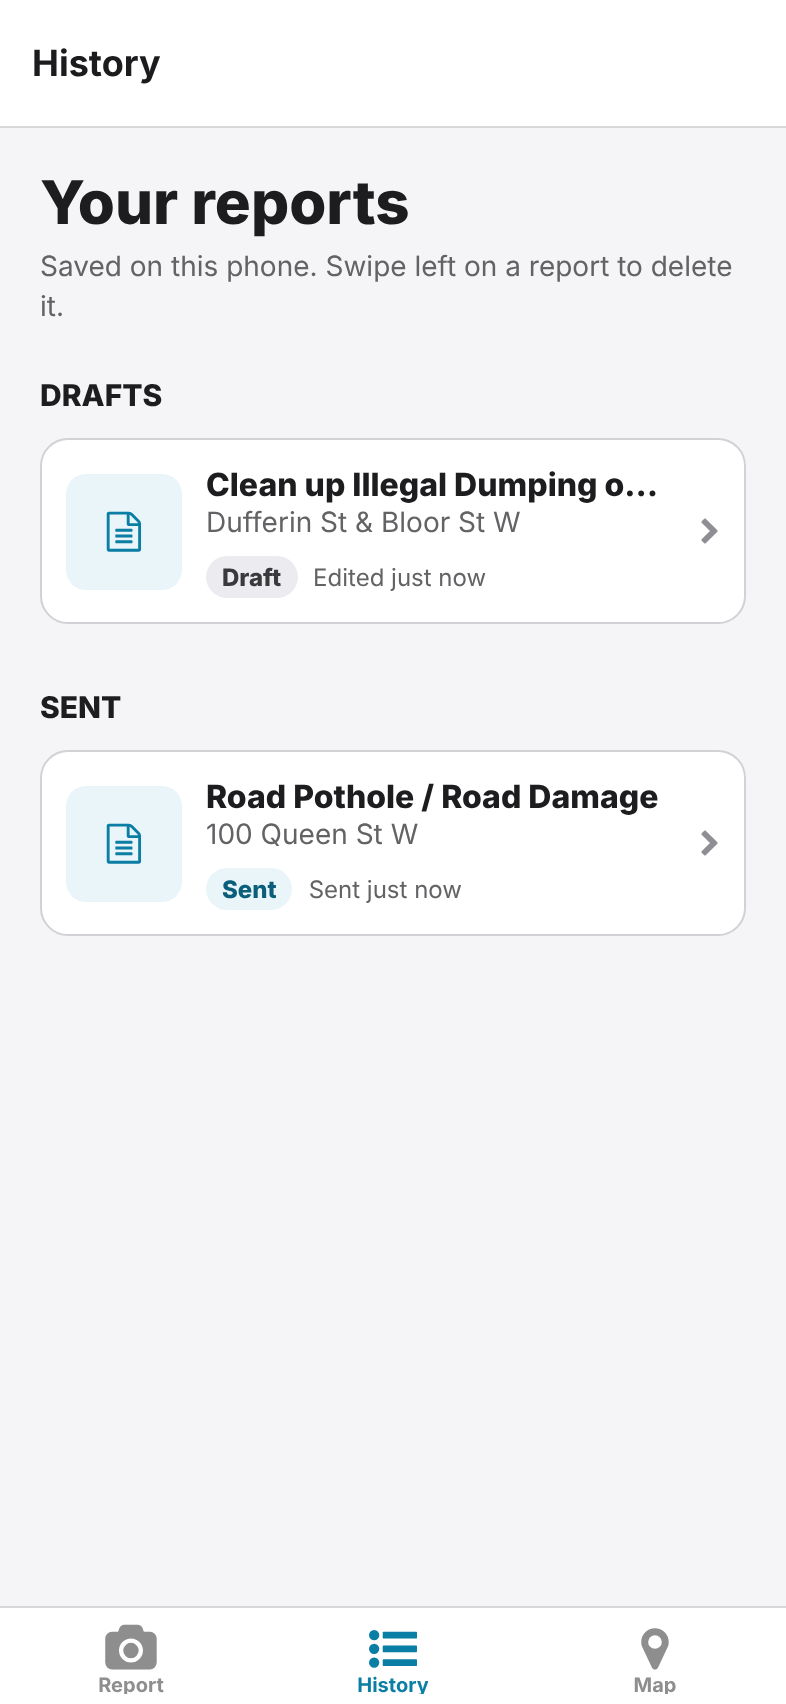 History
Your reports
Saved on this phone. Swipe left on a report to delete
it.
DRAFTS
Clean up Illegal Dumping o...
Dufferin St & Bloor St W
Draft Edited just now
SENT
Road Pothole / Road Damage
100 Queen St W
Sent Sent just now
Report History Map